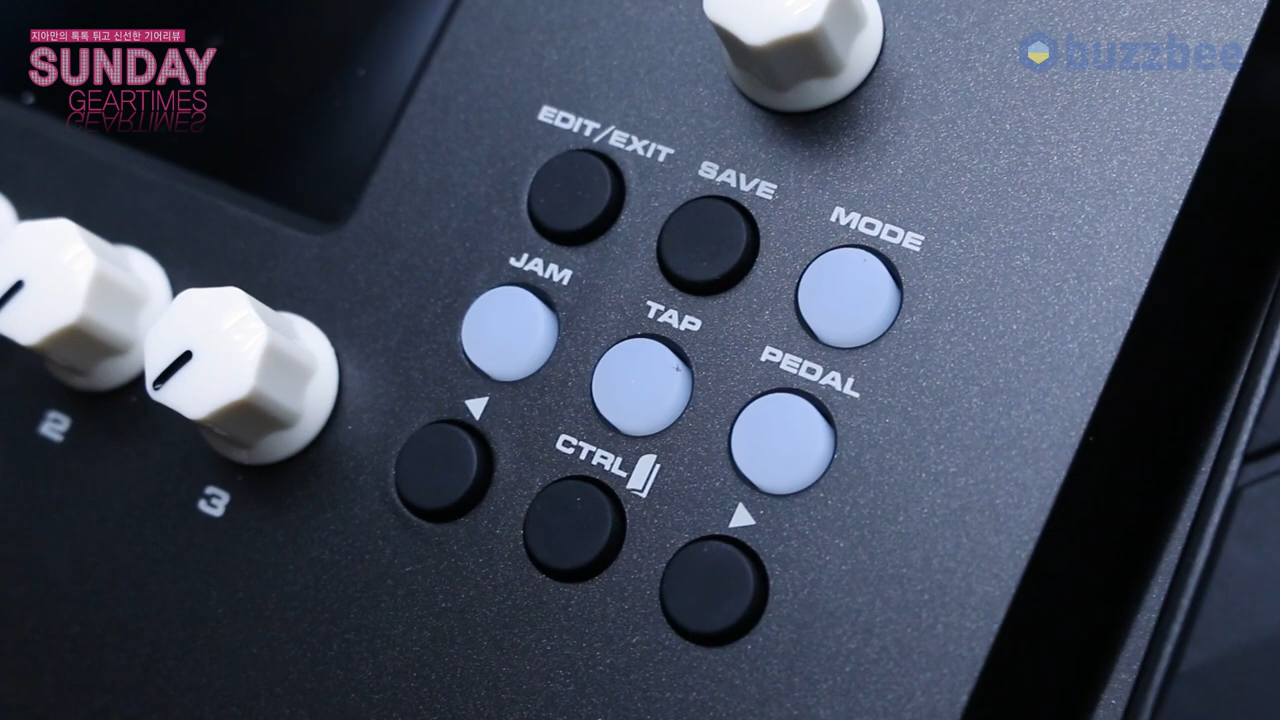 지아만의 톡톡 튀고 신선한 기어리뷰
SUNDAY
GEARTIMES
buzzbee
EDIT/EXIT
SAVE
MODE
JAM
TAP
PEDAL
CTRL
2
3